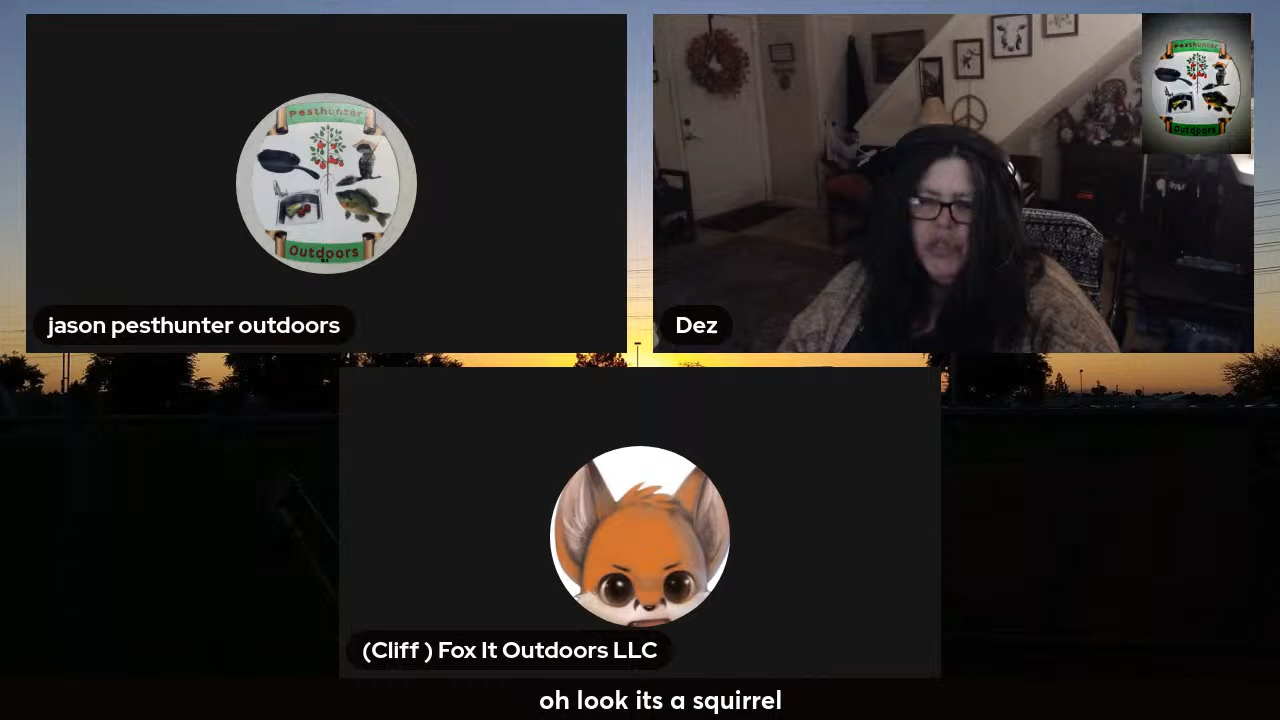 Pesthunter
Outdoors
jason pesthunter outdoors
Pesthunter
Outdoors
Dez
(Cliff ) Fox It Outdoors LLC
oh look its a squirrel